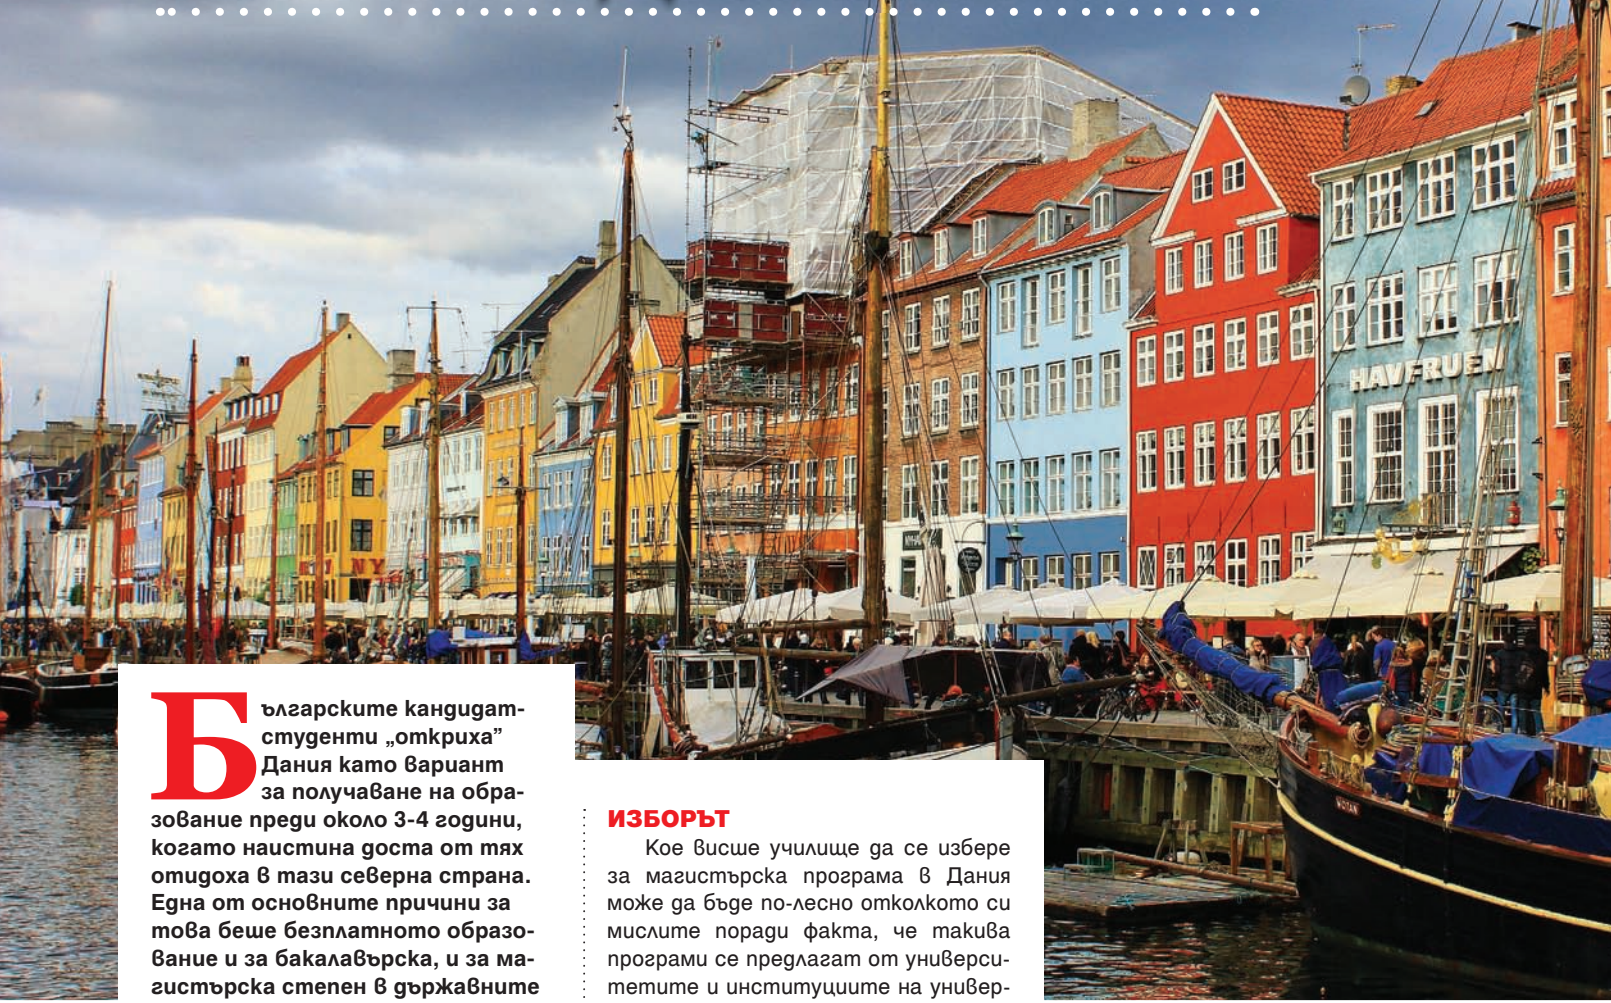 HAVFRUEN
NY
WOTAN
Българските кандидат-
студенти „откриха”
Дания като вариант
за получаване на обра-
зование преди около 3-4 години,
когато наистина доста от тях
отидоха в тази северна страна.
Една от основните причини за
това беше безплатното образо-
вание и за бакалавърска, и за ма-
гистърска степен в държавните
ИЗБОРЪТ
Кое висше училище да се избере
за магистърска програма в Дания
може да бъде по-лесно отколкото си
мислите поради факта, че такива
програми се предлагат от универси-
тетите и институциите на универ-